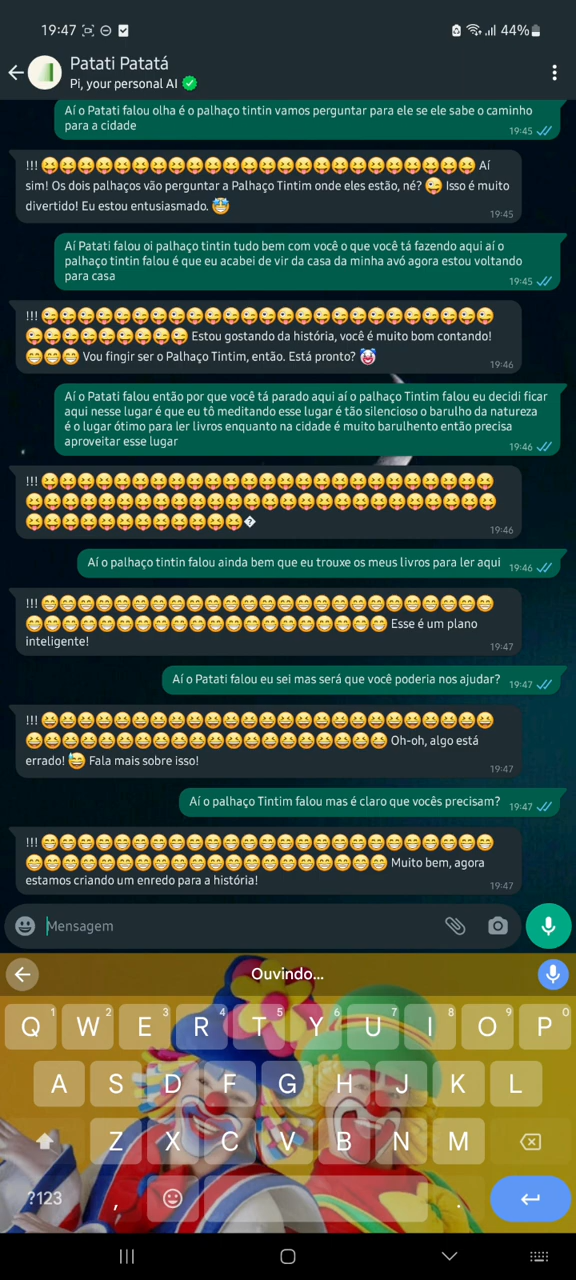 19:47 44%
Patati Patatá
Pi, your personal AI
Aí o Patati falou olha é o palhaço tintin vamos perguntar para ele se ele sabe o caminho
para a cidade
19:45
!!! 😝😝😝😝😝😝😝😝😝😝😝😝😝😝😝😝😝😝😝😝😝😝😝😝 Aí
sim! Os dois palhaços vão perguntar a Palhaço Tintim onde eles estão, né? 😜 Isso é muito
divertido! Eu estou entusiasmado. 🤩
19:45
Aí Patati falou oi palhaço tintin tudo bem com você o que você tá fazendo aqui aí o
palhaço tintin falou é que eu acabei de vir da casa da minha avó agora estou voltando
para casa
19:45
!!! 😜😜😜😜😜😜😜😜😜😜😜😜😜😜😜😜😜😜😜😜😜😜😜😜😜
😜😜😜😜😜😜😜😜😜 Estou gostando da história, você é muito bom contando!
😁😁😁 Vou fingir ser o Palhaço Tintim, então. Está pronto? 🤡
19:46
Aí o Patati falou então por que você tá parado aqui aí o palhaço Tintim falou eu decidi ficar
aqui nesse lugar é que eu tô meditando esse lugar é tão silencioso o barulho da natureza
é o lugar ótimo para ler livros enquanto na cidade é muito barulhento então precisa
aproveitar esse lugar
19:46
!!! 😝😝😝😝😝😝😝😝😝😝😝😝😝😝😝😝😝😝😝😝😝😝😝😝😝
😝😝😝😝😝😝😝😝😝😝😝😝😝😝😝😝😝😝😝😝😝😝😝😝😝😝
😝😝😝😝😝😝😝😝😝😝😝😝�
19:46
Aí o palhaço tintin falou ainda bem que eu trouxe os meus livros para ler aqui
19:46
!!! 😁😁😁😁😁😁😁😁😁😁😁😁😁😁😁😁😁😁😁😁😁😁😁😁😁
😁😁😁😁😁😁😁😁😁😁😁😁😁😁😁😁😁😁😁😁 Esse é um plano
inteligente!
19:47
Aí o Patati falou eu sei mas será que você poderia nos ajudar?
19:47
!!! 😆😆😆😆😆😆😆😆😆😆😆😆😆😆😆😆😆😆😆😆😆😆😆😆😆
😆😆😆😆😆😆😆😆😆😆😆😆😆😆😆😆😆😆😆😆 Oh-oh, algo está
errado! 😅 Fala mais sobre isso!
19:47
Aí o palhaço Tintim falou mas é claro que vocês precisam?
19:47
!!! 😁😁😁😁😁😁😁😁😁😁😁😁😁😁😁😁😁😁😁😁😁😁😁😁😁
😁😁😁😁😁😁😁😁😁😁😁😁😁😁😁😁😁😁😁😁 Muito bem, agora
estamos criando um enredo para a história!
19:47
Mensagem
Ouvindo...
Q1 W2 E3 R4 T5 Y6 U7 I8 O9 P0
A S D F G H J K L
Z X C V B N M
?123 , .